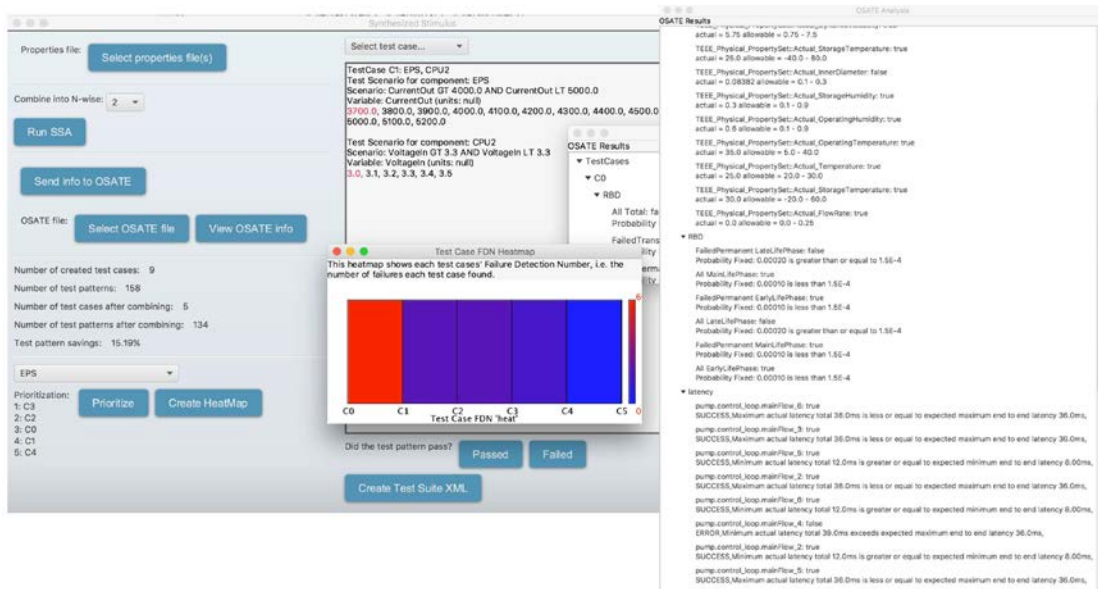 Synthesized Stimulus
Properties file:
Select properties file(s)
Combine into N-wise: 2
Run SSA
Send info to OSATE
OSATE file:
Select OSATE file
View OSATE info
Number of created test cases: 9
Number of test patterns: 158
Number of test cases after combining: 5
Number of test patterns after combining: 134
Test pattern savings: 15.19%
EPS
Prioritization:
1: C3
2: C2
3: C0
4: C1
5: C4
Prioritize
Create HeatMap
Select test case...
TestCase C1: EPS, CPU2
Test Scenario for component: EPS
Scenario: CurrentOut GT 4000.0 AND CurrentOut LT 5000.0
Variable: CurrentOut (units: null)
3700.0, 3800.0, 3900.0, 4000.0, 4100.0, 4200.0, 4300.0, 4400.0, 4500.0
5000.0, 5100.0, 5200.0
Test Scenario for component: CPU2
Scenario: VoltageIn GT 3.3 AND VoltageIn LT 3.3
Variable: VoltageIn (units: null)
3.0, 3.1, 3.2, 3.3, 3.4, 3.5
OSATE Results
TestCases
C0
RBD
All Total: fa
Probability
FailedTrans
Test Case FDN Heatmap
This heatmap shows each test cases' Failure Detection Number, i.e. the
number of failures each test case found.
6
0
C0 C1 C2 C3 C4 C5
Test Case FDN 'heat'
Did the test pattern pass?
Passed
Failed
Create Test Suite XML
OSATE Analysis
OSATE Results
actual = 5.75 allowable = 0.75 - 7.5
TEEE_Physical_PropertySet::Actual_StorageTemperature: true
actual = 25.0 allowable = -40.0 - 80.0
TEEE_Physical_PropertySet::Actual_InnerDiameter: false
actual = 0.08382 allowable = 0.1 - 0.3
TEEE_Physical_PropertySet::Actual_StorageHumidity: true
actual = 0.3 allowable = 0.1 - 0.9
TEEE_Physical_PropertySet::Actual_OperatingHumidity: true
actual = 0.6 allowable = 0.1 - 0.9
TEEE_Physical_PropertySet::Actual_OperatingTemperature: true
actual = 35.0 allowable = 5.0 - 40.0
TEEE_Physical_PropertySet::Actual_Temperature: true
actual = 25.0 allowable = 20.0 - 30.0
TEEE_Physical_PropertySet::Actual_StorageTemperature: true
actual = 30.0 allowable = -20.0 - 60.0
TEEE_Physical_PropertySet::Actual_FlowRate: true
actual = 0.0 allowable = 0.0 - 0.25
RBD
FailedPermanent LateLifePhase: false
Probability Fixed: 0.00020 is greater than or equal to 1.5E-4
All MainLifePhase: true
Probability Fixed: 0.00010 is less than 1.5E-4
FailedPermanent EarlyLifePhase: true
Probability Fixed: 0.00010 is less than 1.5E-4
All LateLifePhase: false
Probability Fixed: 0.00020 is greater than or equal to 1.5E-4
FailedPermanent MainLifePhase: true
Probability Fixed: 0.00010 is less than 1.5E-4
All EarlyLifePhase: true
Probability Fixed: 0.00010 is less than 1.5E-4
latency
pump.control_loop.mainFlow_6: true
SUCCESS,Maximum actual latency total 36.0ms is less or equal to expected maximum end to end latency 36.0ms,
pump.control_loop.mainFlow_3: true
SUCCESS,Maximum actual latency total 36.0ms is less or equal to expected maximum end to end latency 36.0ms,
pump.control_loop.mainFlow_5: true
SUCCESS,Minimum actual latency total 12.0ms is greater or equal to expected minimum end to end latency 8.00ms,
pump.control_loop.mainFlow_2: true
SUCCESS,Maximum actual latency total 36.0ms is less or equal to expected maximum end to end latency 36.0ms,
pump.control_loop.mainFlow_6: true
SUCCESS,Minimum actual latency total 12.0ms is greater or equal to expected minimum end to end latency 8.00ms,
pump.control_loop.mainFlow_4: false
ERROR,Minimum actual latency total 39.0ms exceeds expected maximum end to end latency 36.0ms,
pump.control_loop.mainFlow_2: true
SUCCESS,Minimum actual latency total 12.0ms is greater or equal to expected minimum end to end latency 8.00ms,
pump.control_loop.mainFlow_5: true
SUCCESS,Maximum actual latency total 36.0ms is less or equal to expected maximum end to end latency 36.0ms,